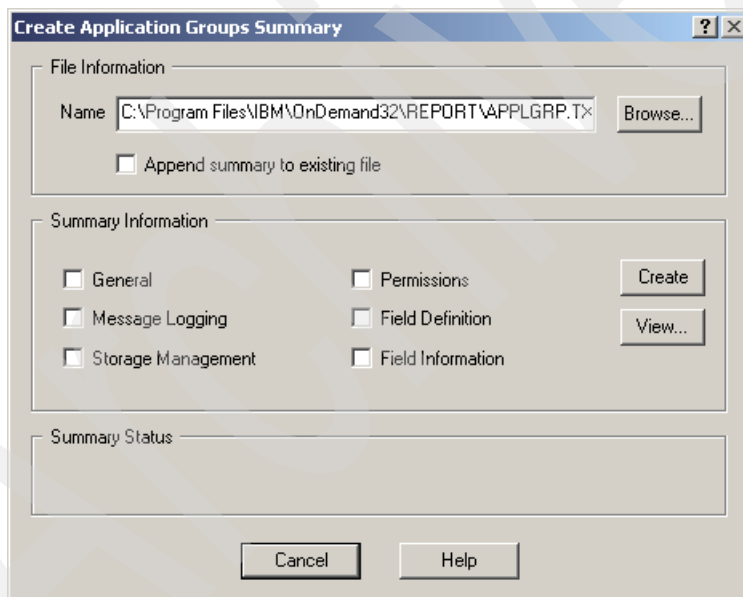 Create Application Groups Summary
File Information
Name C:\Program Files\IBM\OnDemand32\REPORT\APPLGRP.TX Browse...
Append summary to existing file
Summary Information
General Permissions Create
Message Logging Field Definition View...
Storage Management Field Information
Summary Status
Cancel Help